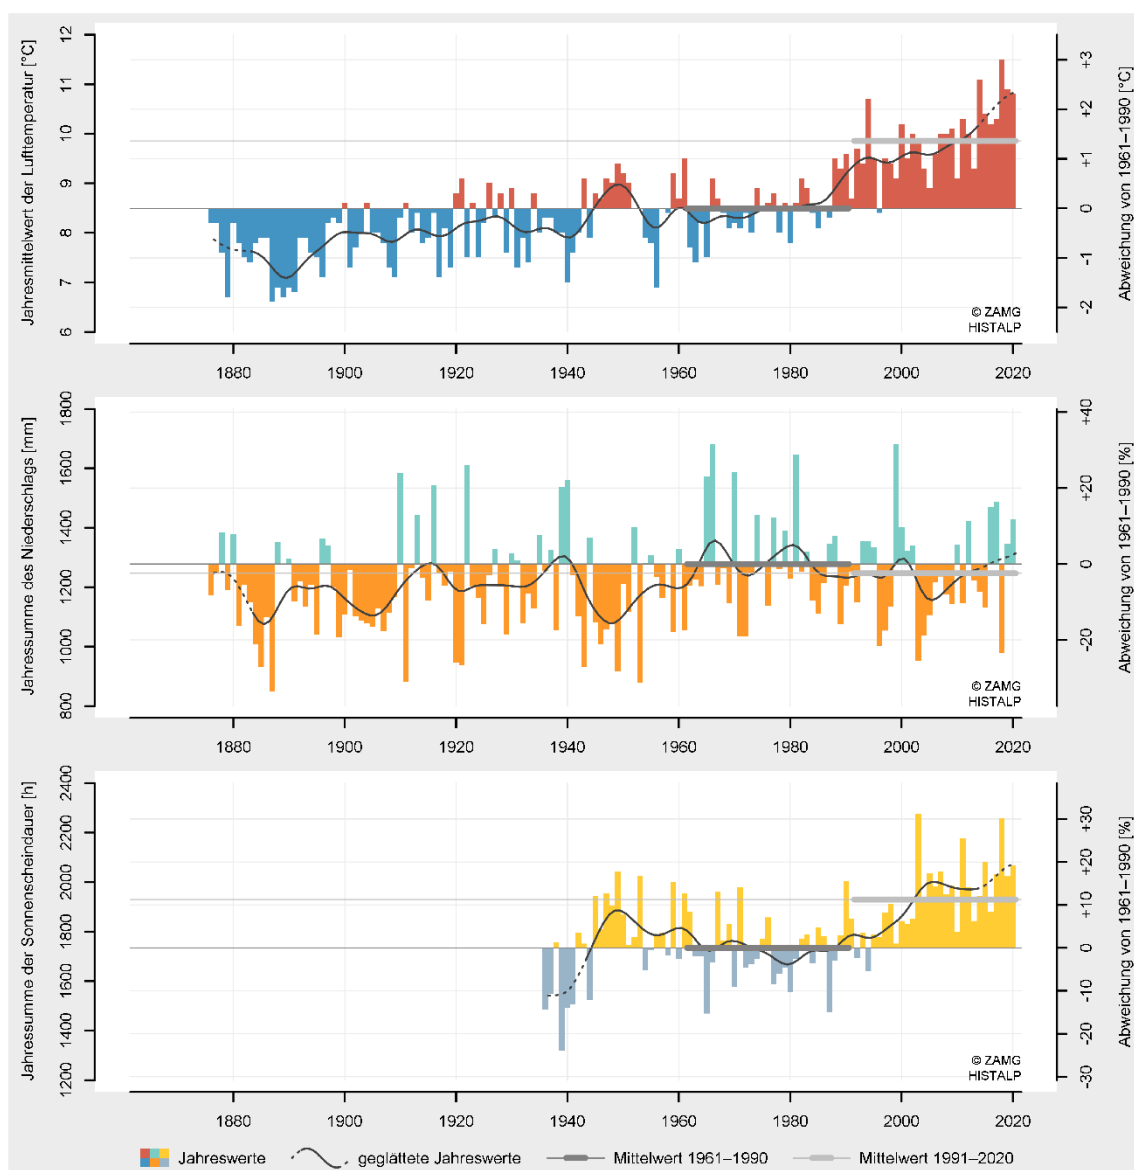 Jahresmittelwert der Lufttemperatur [°C]
12
11
10
9
8
7
6
+3
+2
+1
0
-1
-2
Abweichung von 1961–1990 [°C]
© ZAMG
HISTALP
1880 1900 1920 1940 1960 1980 2000 2020
Jahressumme des Niederschlags [mm]
1800
1600
1400
1200
1000
800
+40
+20
0
-20
Abweichung von 1961–1990 [%]
© ZAMG
HISTALP
1880 1900 1920 1940 1960 1980 2000 2020
Jahressumme der Sonnenscheindauer [h]
2400
2200
2000
1800
1600
1400
1200
+30
+20
+10
0
-10
-20
-30
Abweichung von 1961–1990 [%]
© ZAMG
HISTALP
1880 1900 1920 1940 1960 1980 2000 2020
Jahreswerte geglättete Jahreswerte Mittelwert 1961–1990 Mittelwert 1991–2020